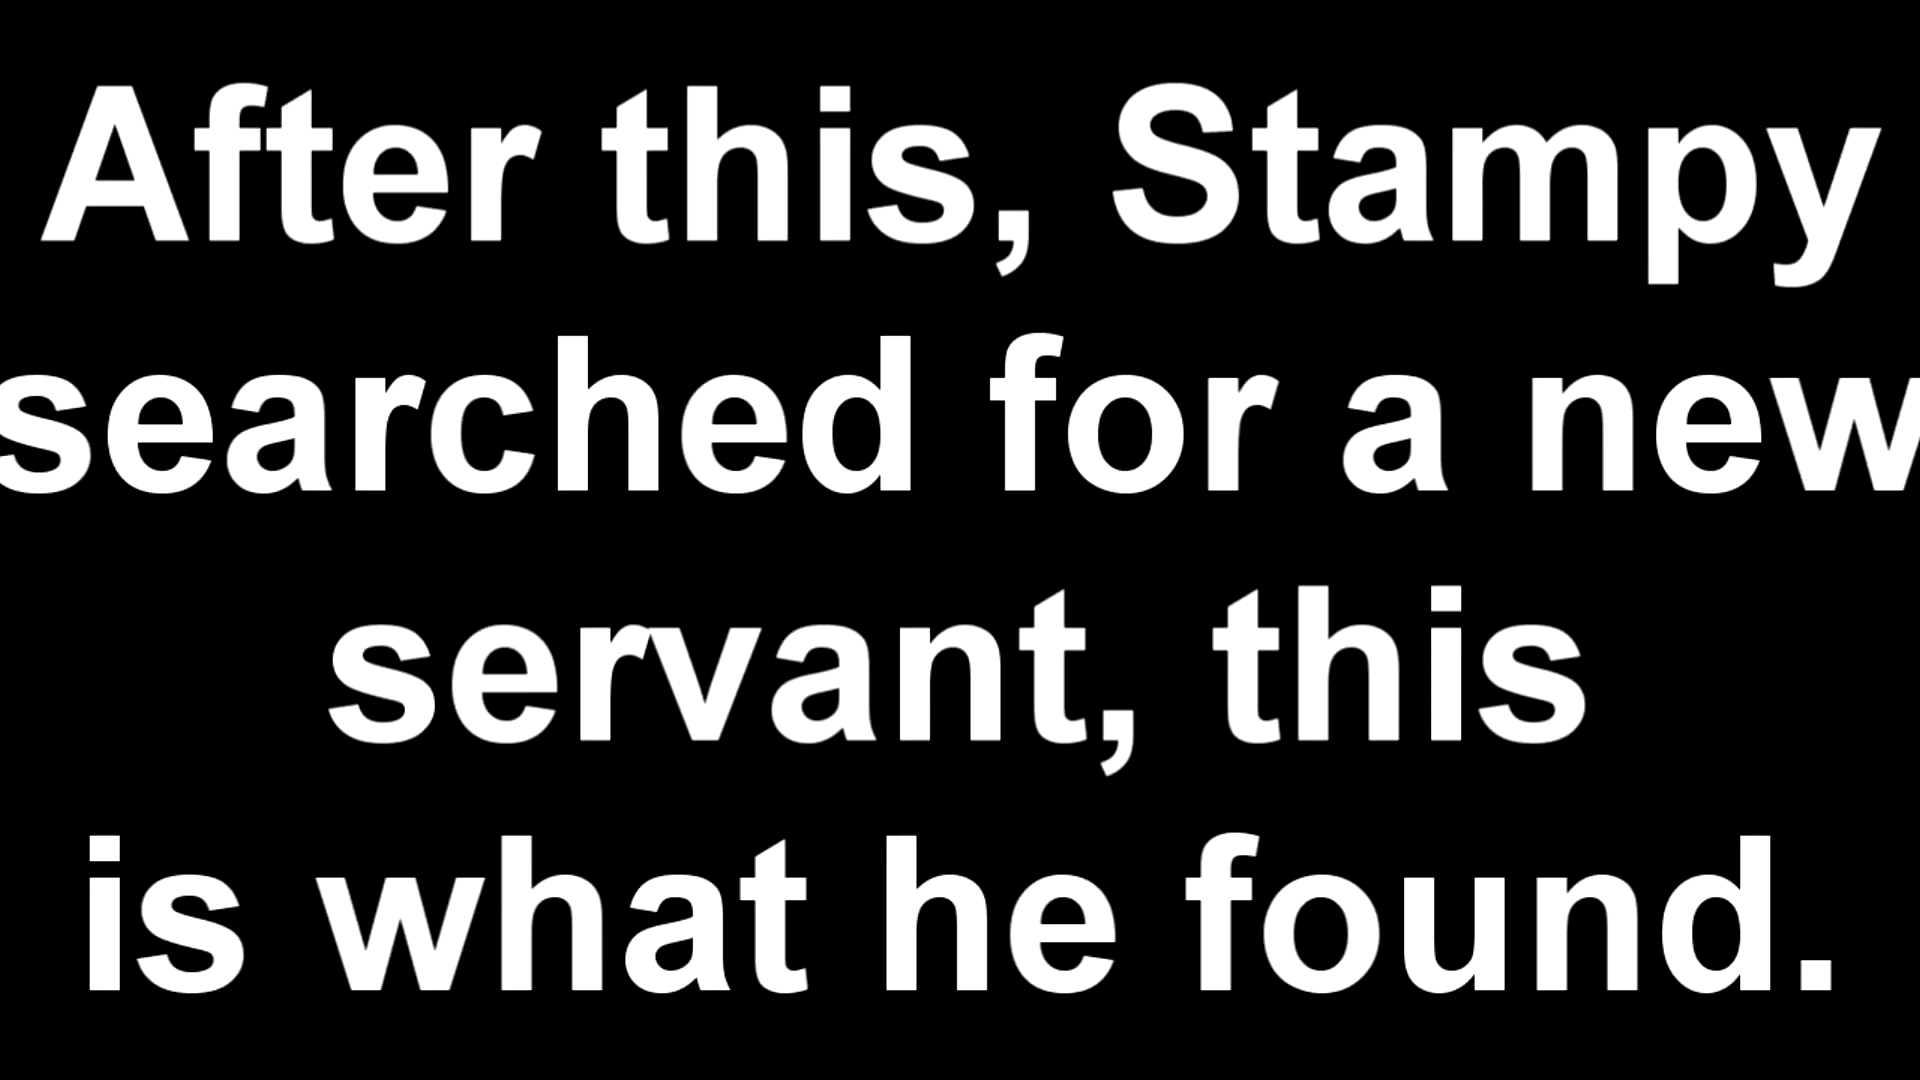 After this, Stampy
searched for a new
servant, this
is what he found.